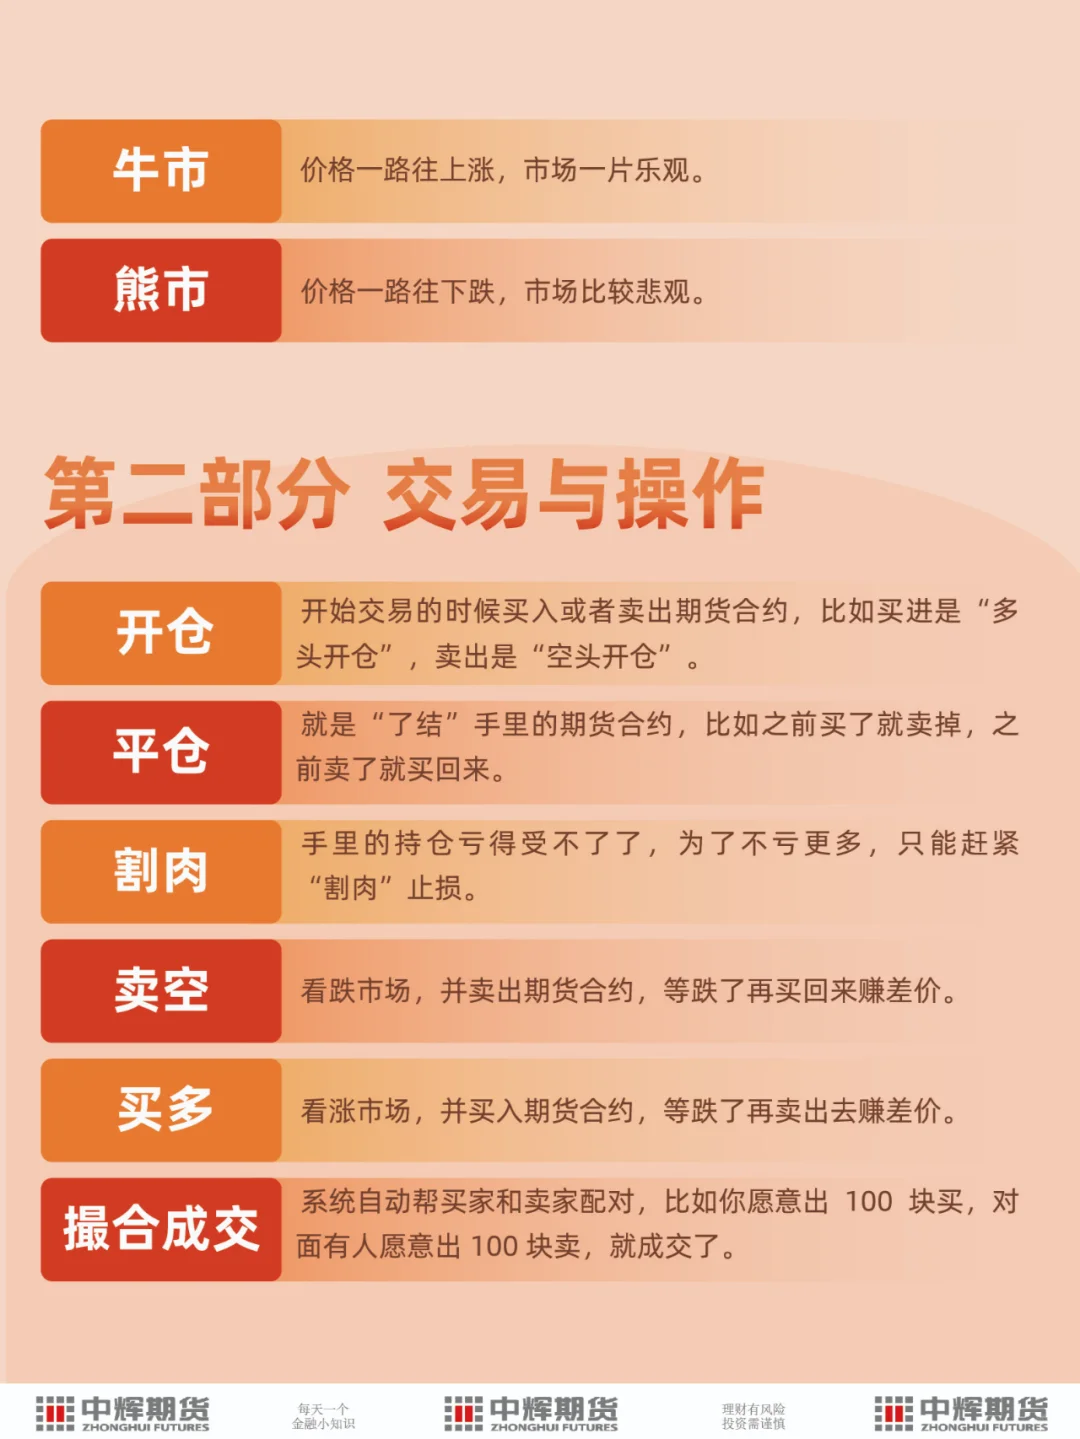 牛市
价格一路往上涨，市场一片乐观。
熊市
价格一路往下跌，市场比较悲观。
第二部分 交易与操作
开仓
开始交易的时候买入或者卖出期货合约，比如买进是“多
头开仓”，卖出是“空头开仓”。
平仓
就是“了结”手里的期货合约，比如之前买了就卖掉，之
前卖了就买回来。
割肉
手里的持仓亏得受不了了，为了不亏更多，只能赶紧
“割肉”止损。
卖空
看跌市场，并卖出期货合约，等跌了再买回来赚差价。
买多
看涨市场，并买入期货合约，等跌了再卖出去赚差价。
撮合成交
系统自动帮买家和卖家配对，比如你愿意出 100 块买，对
面有人愿意出 100 块卖，就成交了。
中辉期货
ZHONGHUI FUTURES
每天一个
金融小知识
中辉期货
ZHONGHUI FUTURES
理财有风险
投资需谨慎
中辉期货
ZHONGHUI FUTURES